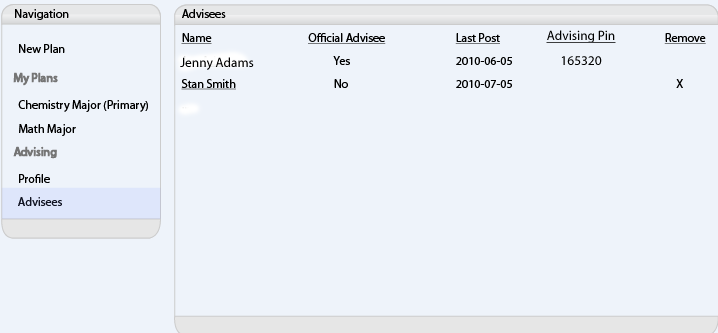 Navigation
New Plan
My Plans
Chemistry Major (Primary)
Math Major
Advising
Profile
Advisees
Advisees
Name Official Advisee Last Post Advising Pin Remove
Jenny Adams Yes 2010-06-05 165320
Stan Smith No 2010-07-05 X